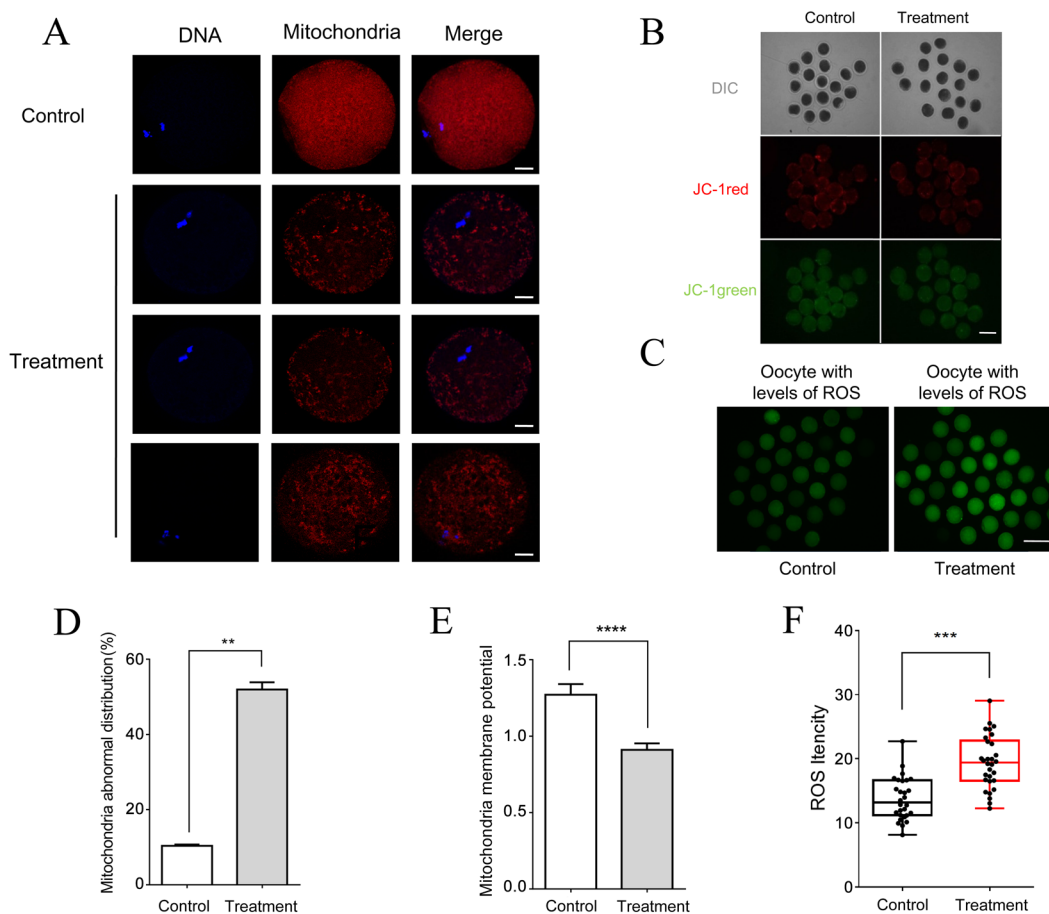 A
DNA
Mitochondria
Merge
Control
Treatment
B
Control
Treatment
DIC
JC-1red
JC-1green
C
Oocyte with
levels of ROS
Oocyte with
levels of ROS
Control
Treatment
D
Mitochondria abnormal distribution(%)
60
40
20
0
**
Control
Treatment
E
Mitochondria membrane potential
1.5
1.0
0.5
0.0
****
Control
Treatment
F
ROS Itencity
40
30
20
10
0
***
Control
Treatment